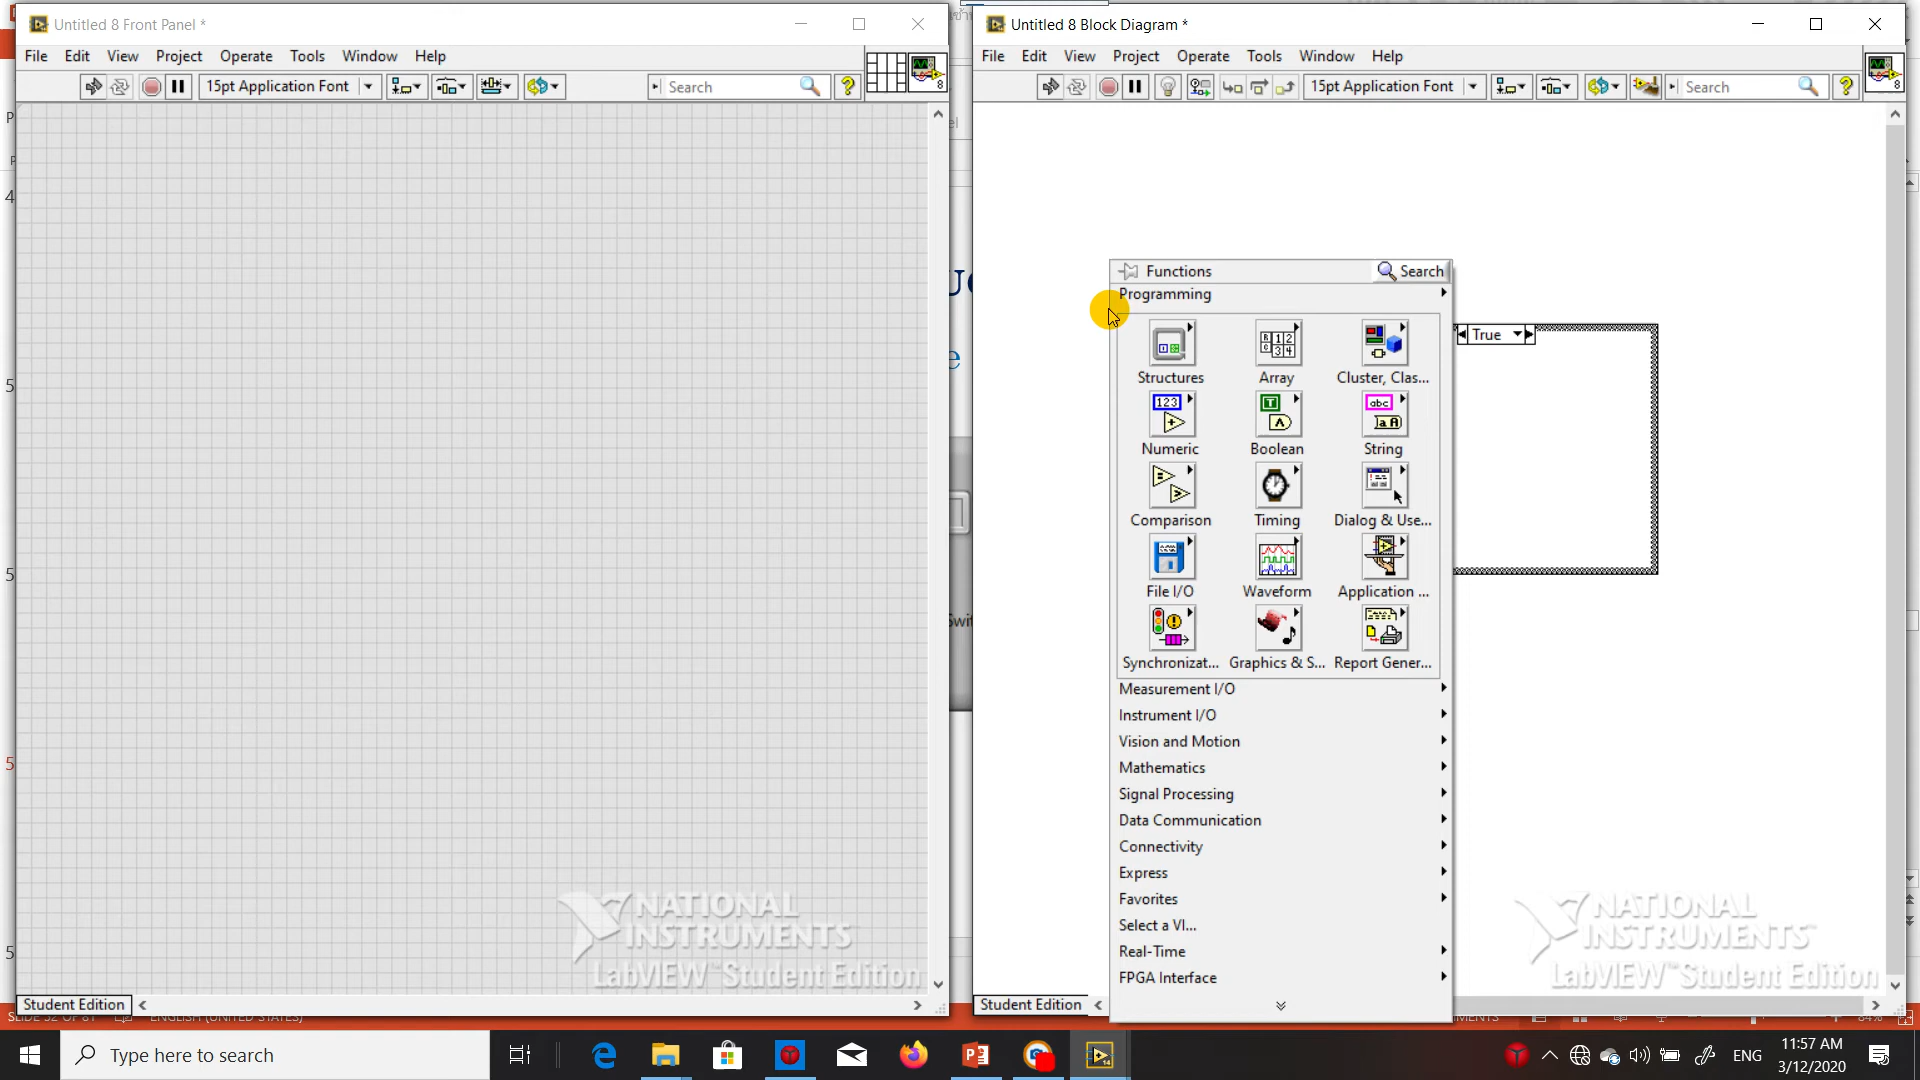 Untitled 8 Front Panel *
File Edit View Project Operate Tools Window Help
15pt Application Font
Search
8
NATIONAL
INSTRUMENTS
LabVIEW™ Student Edition
Student Edition
Untitled 8 Block Diagram *
File Edit View Project Operate Tools Window Help
15pt Application Font
Search
8
Functions Search
Programming
Structures Array Cluster, Clas...
Numeric Boolean String
Comparison Timing Dialog & Use...
File I/O Waveform Application ...
Synchronizat... Graphics & S... Report Gener...
Measurement I/O
Instrument I/O
Vision and Motion
Mathematics
Signal Processing
Data Communication
Connectivity
Express
Favorites
Select a VI...
Real-Time
FPGA Interface
True
NATIONAL
INSTRUMENTS
LabVIEW™ Student Edition
Student Edition
Type here to search
ENG
11:57 AM
3/12/2020